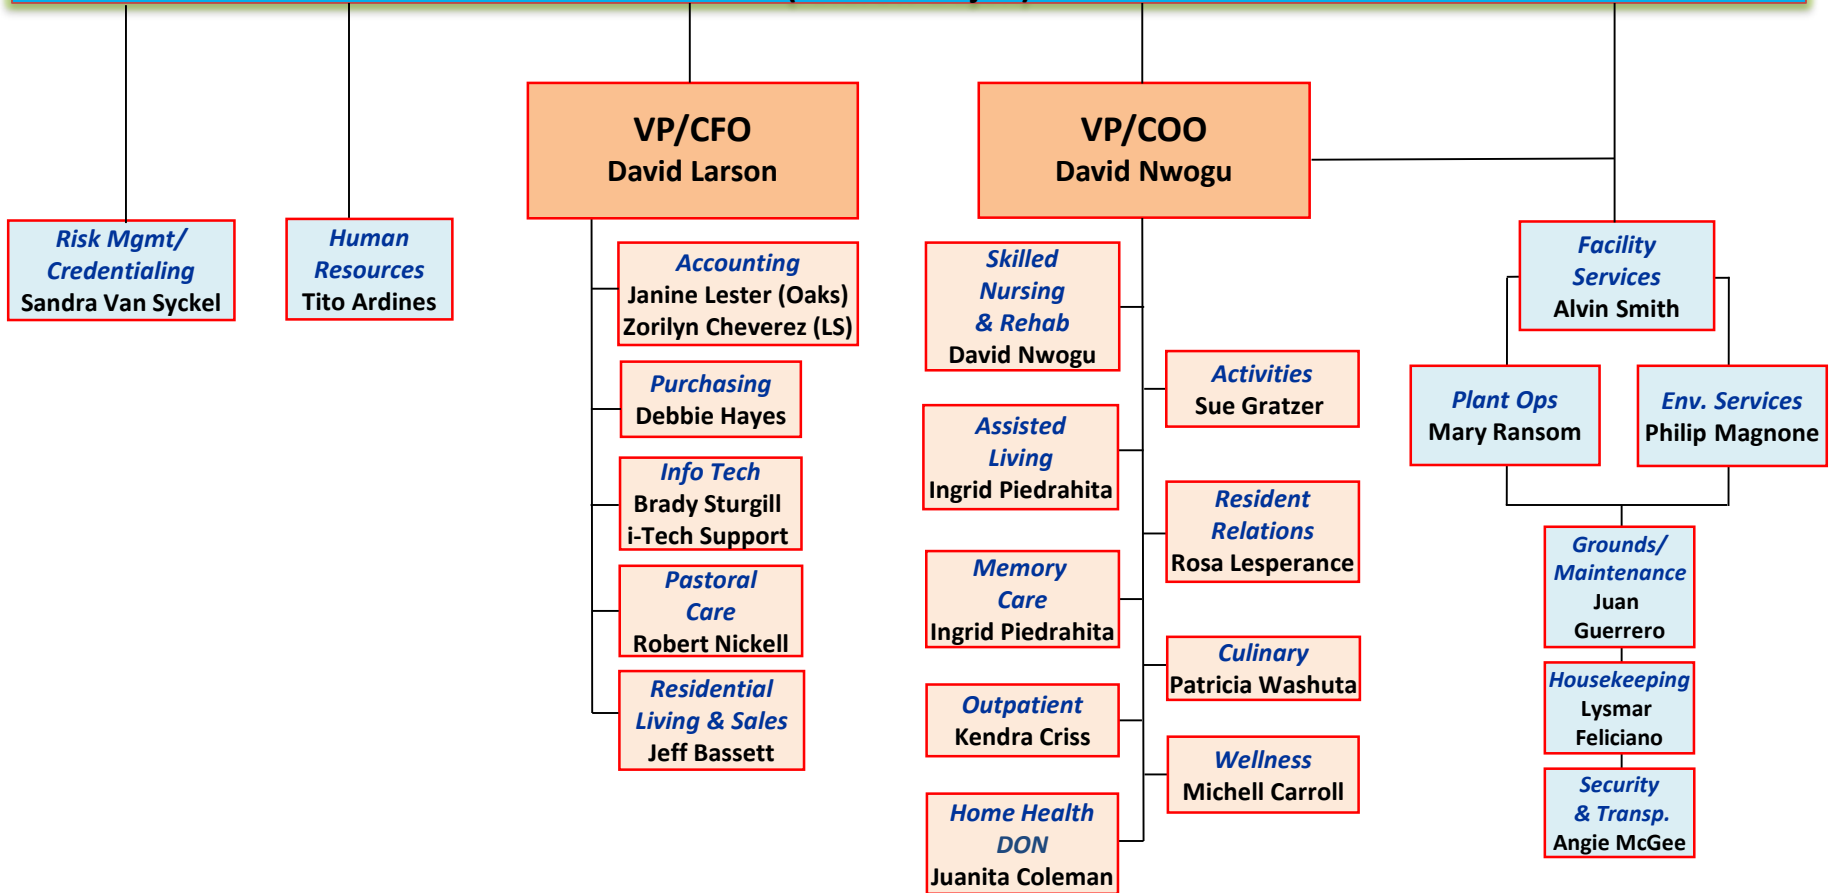 VP/CFO
David Larson
VP/COO
David Nwogu
Risk Mgmt/
Credentialing
Sandra Van Syckel
Human
Resources
Tito Ardines
Accounting
Janine Lester (Oaks)
Zorilyn Cheverez (LS)
Purchasing
Debbie Hayes
Info Tech
Brady Sturgill
i-Tech Support
Pastoral
Care
Robert Nickell
Residential
Living & Sales
Jeff Bassett
Skilled
Nursing
& Rehab
David Nwogu
Assisted
Living
Ingrid Piedrahita
Memory
Care
Ingrid Piedrahita
Outpatient
Kendra Criss
Home Health
DON
Juanita Coleman
Activities
Sue Gratzer
Resident
Relations
Rosa Lesperance
Culinary
Patricia Washuta
Wellness
Michell Carroll
Facility
Services
Alvin Smith
Plant Ops
Mary Ransom
Env. Services
Philip Magnone
Grounds/
Maintenance
Juan
Guerrero
Housekeeping
Lysmar
Feliciano
Security
& Transp.
Angie McGee